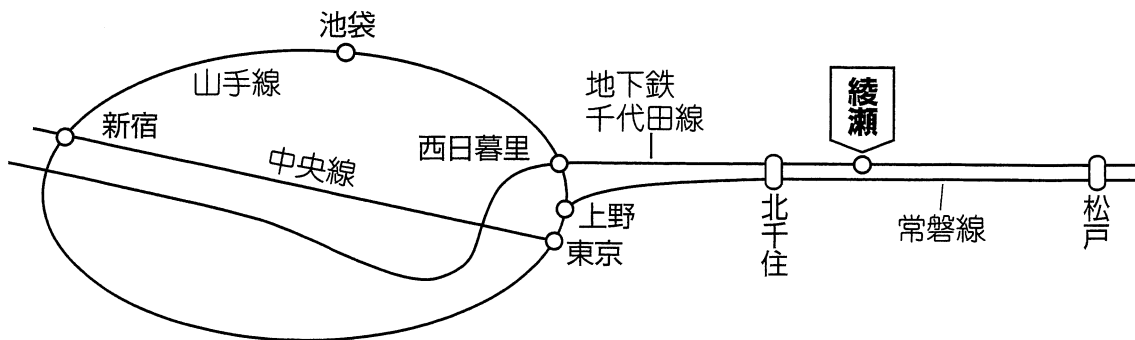 池袋
山手線
新宿
中央線
西日暮里
地下鉄
千代田線
綾瀬
上野
東京
北千住
常磐線
松戸